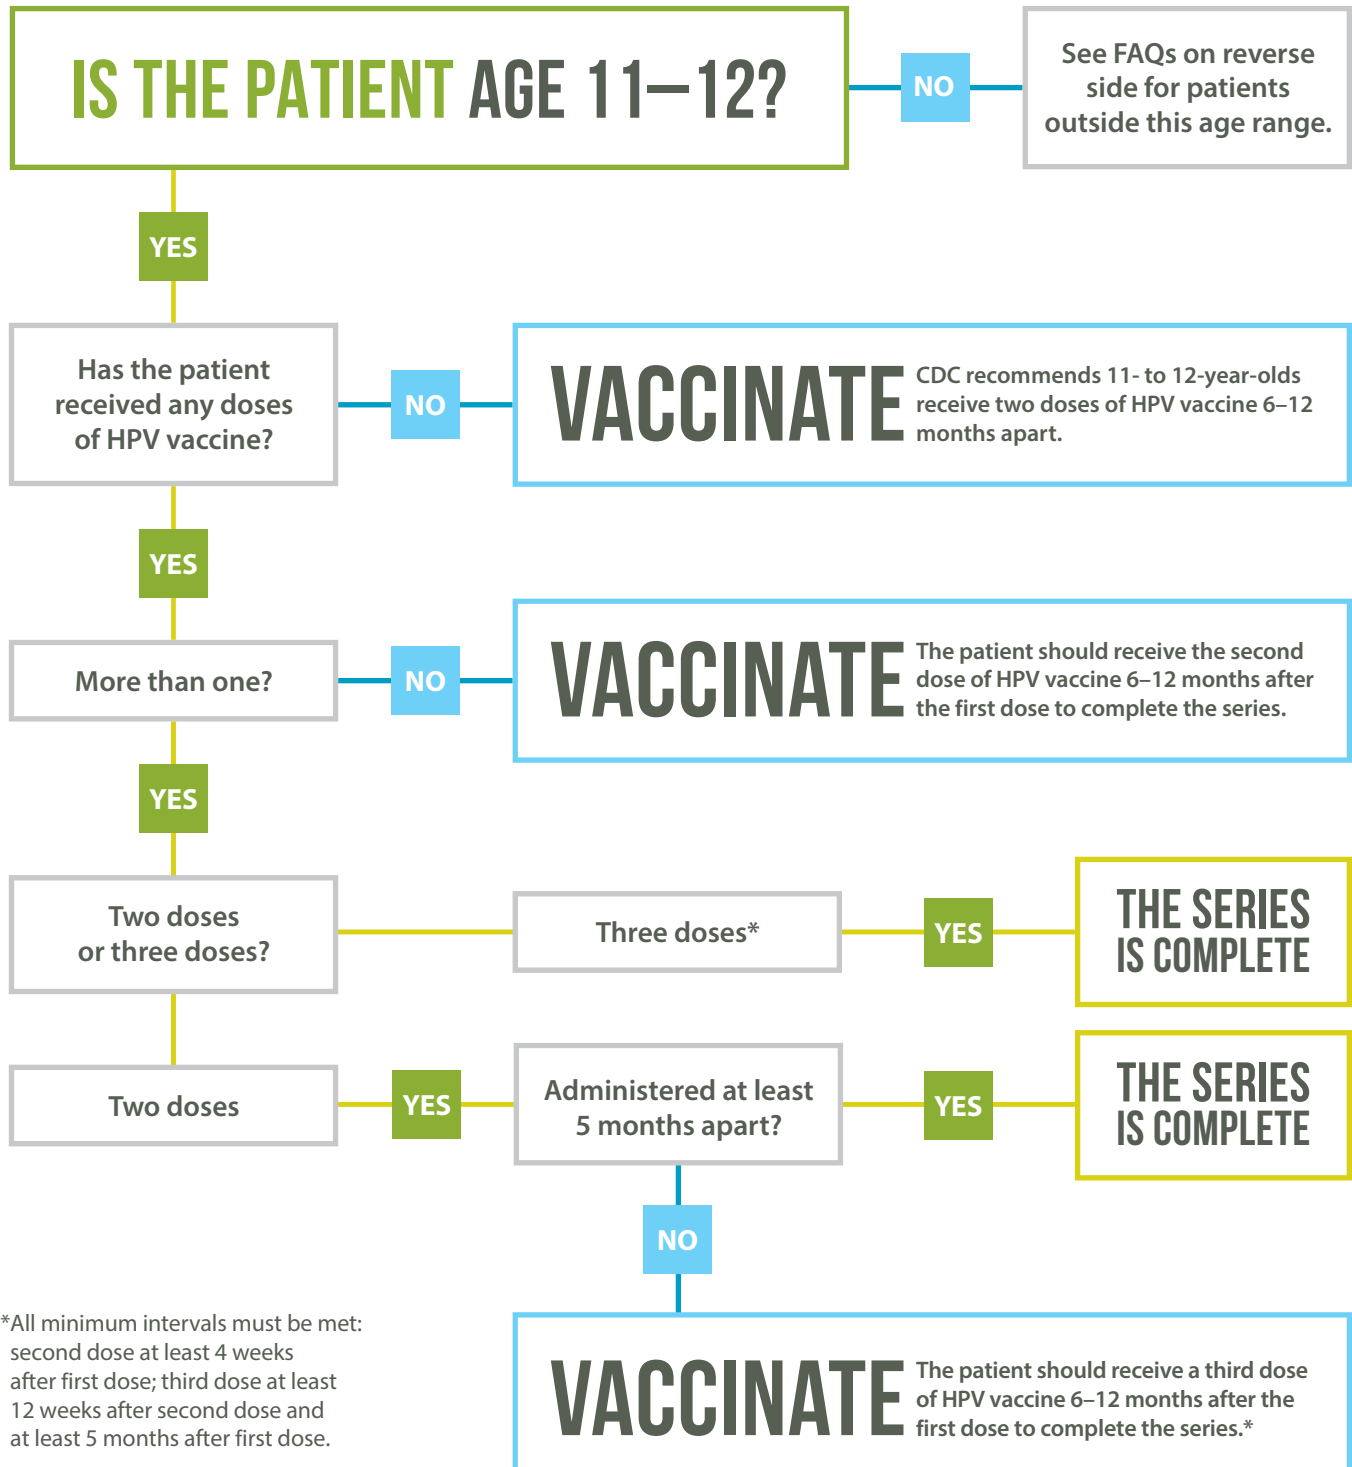 IS THE PATIENT AGE 11–12?
NO
See FAQs on reverse
side for patients
outside this age range.
YES
Has the patient
received any doses
of HPV vaccine?
NO
VACCINATE
CDC recommends 11- to 12-year-olds
receive two doses of HPV vaccine 6–12
months apart.
YES
More than one?
NO
VACCINATE
The patient should receive the second
dose of HPV vaccine 6–12 months after
the first dose to complete the series.
YES
Two doses
or three doses?
Three doses*
YES
THE SERIES
IS COMPLETE
Two doses
YES
Administered at least
5 months apart?
YES
THE SERIES
IS COMPLETE
NO
VACCINATE
The patient should receive a third dose
of HPV vaccine 6–12 months after the
first dose to complete the series.*
*All minimum intervals must be met:
second dose at least 4 weeks
after first dose; third dose at least
12 weeks after second dose and
at least 5 months after first dose.